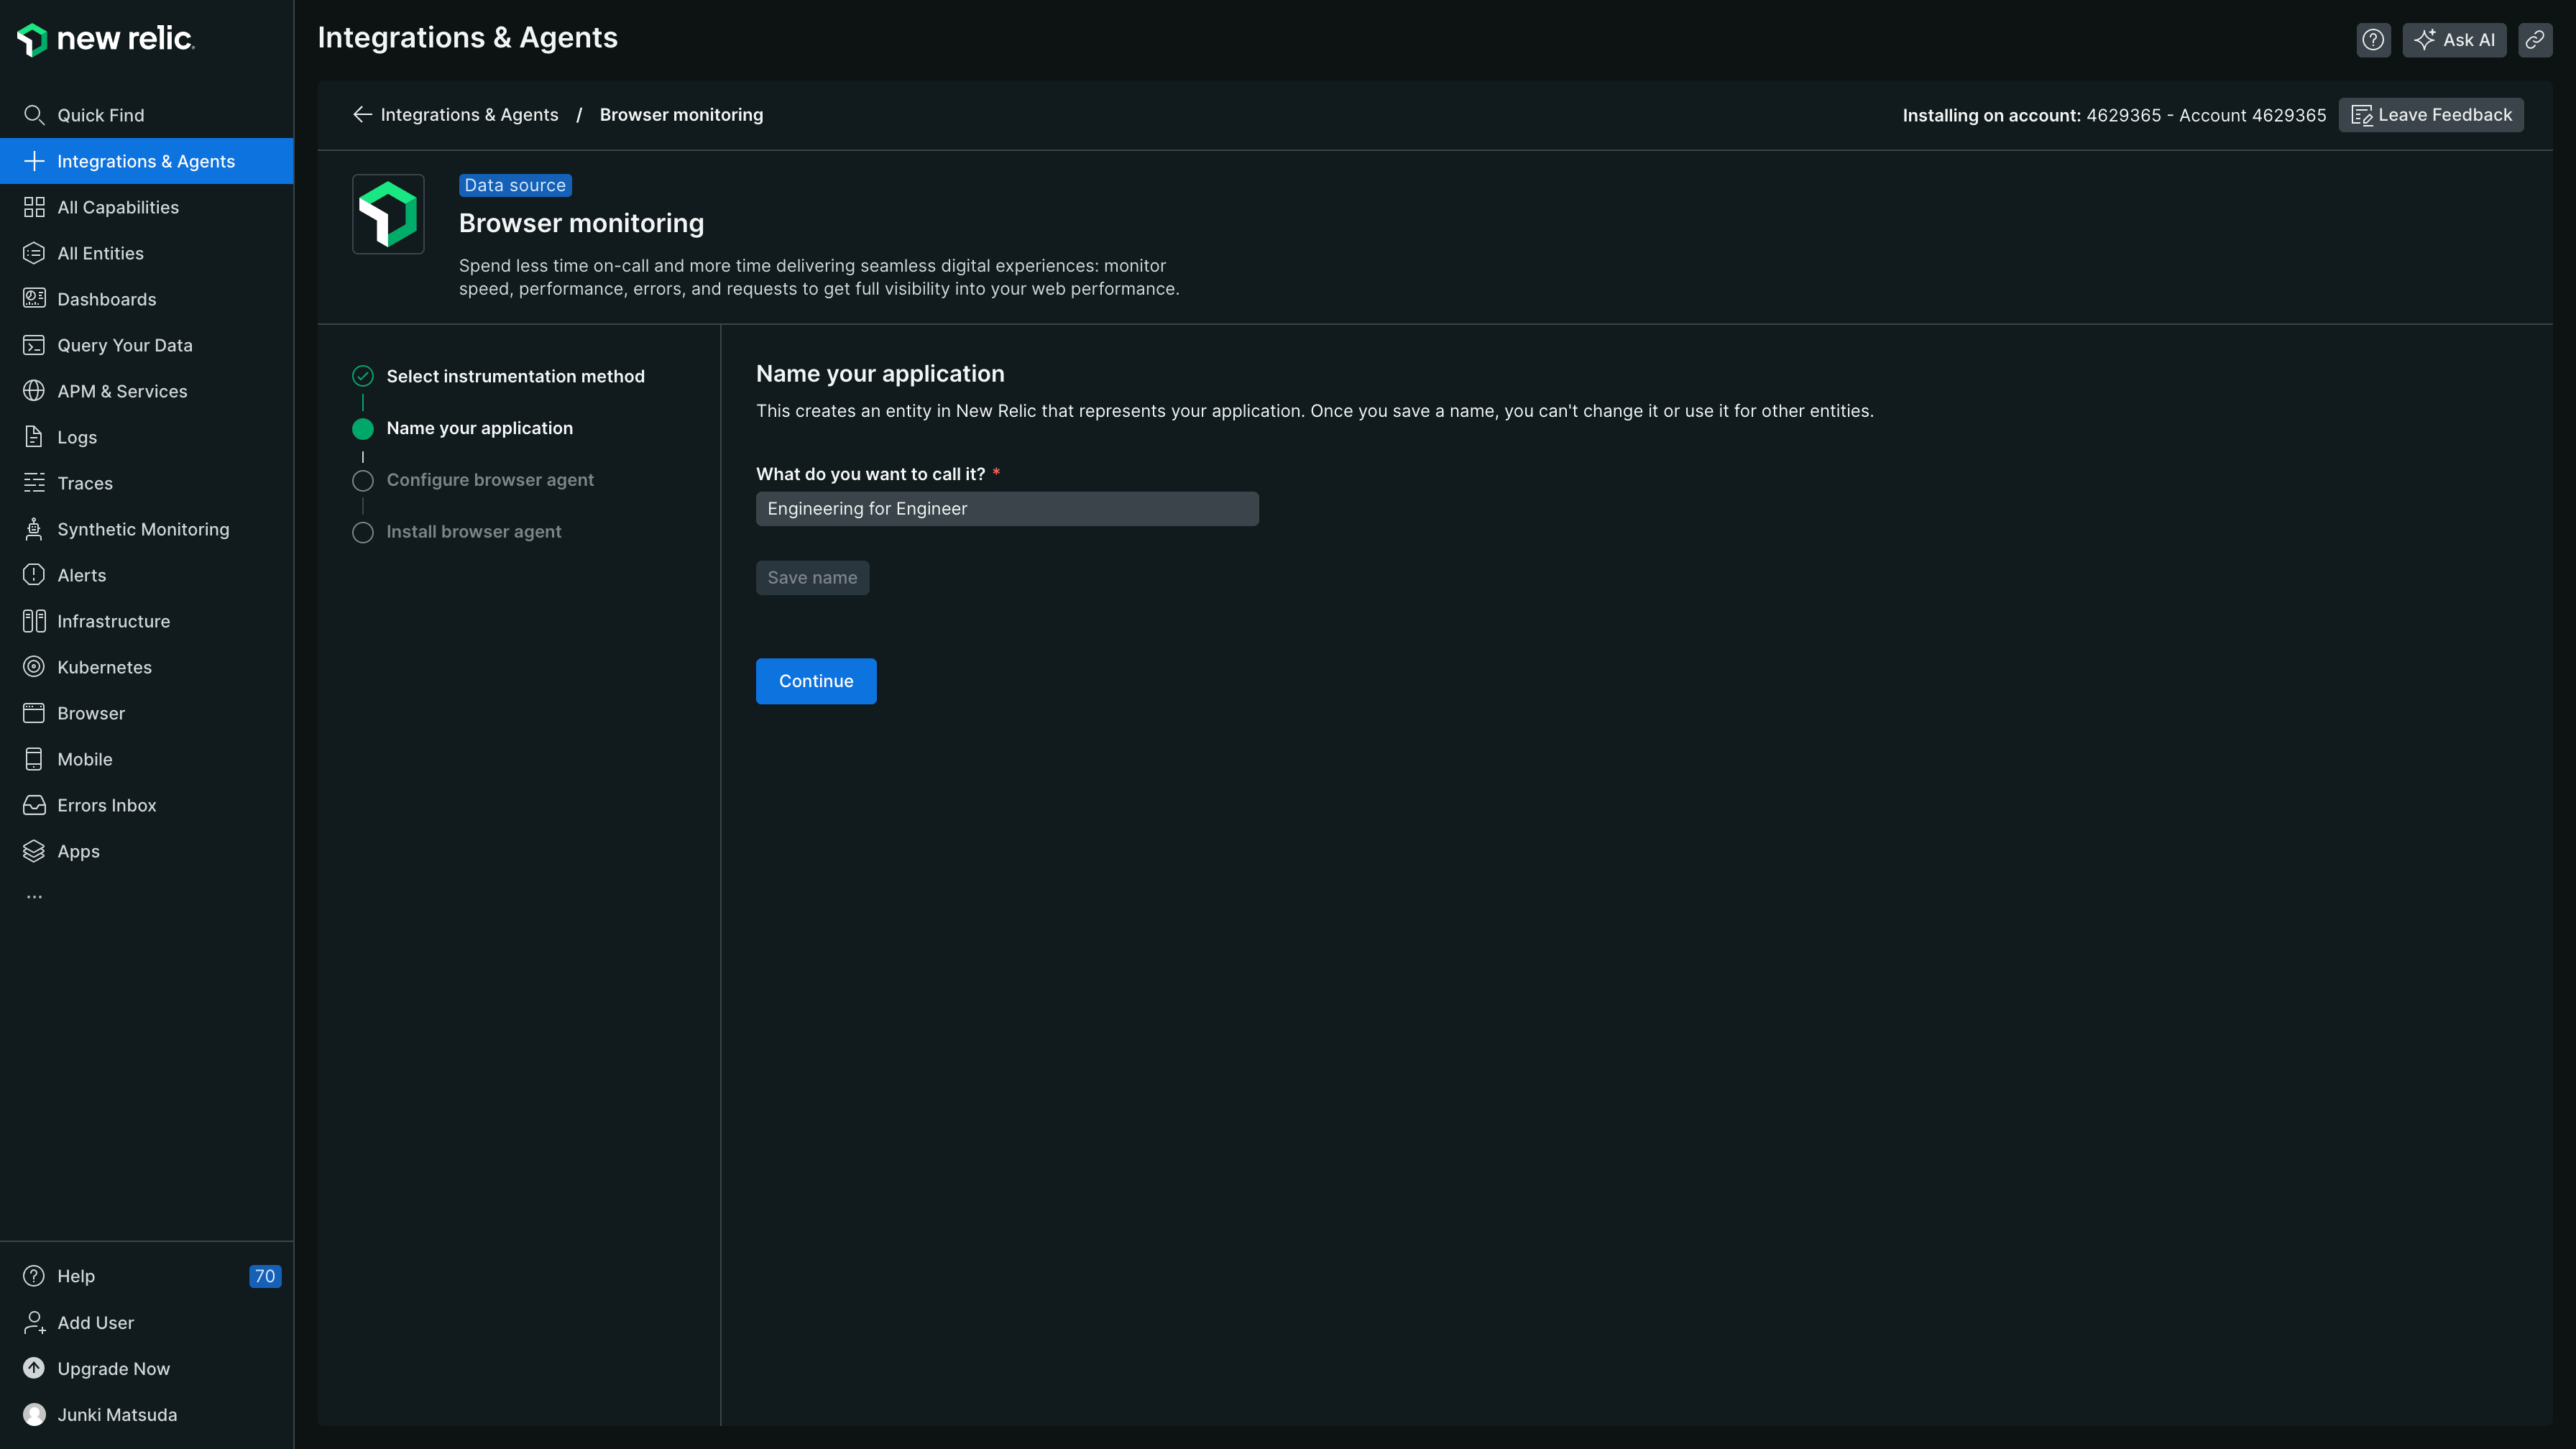 new relic.
Quick Find
Integrations & Agents
All Capabilities
All Entities
Dashboards
Query Your Data
APM & Services
Logs
Traces
Synthetic Monitoring
Alerts
Infrastructure
Kubernetes
Browser
Mobile
Errors Inbox
Apps
...
Help 70
Add User
Upgrade Now
Junki Matsuda
Integrations & Agents
Ask AI
Integrations & Agents / Browser monitoring
Installing on account: 4629365 - Account 4629365
Leave Feedback
Data source
Browser monitoring
Spend less time on-call and more time delivering seamless digital experiences: monitor
speed, performance, errors, and requests to get full visibility into your web performance.
Select instrumentation method
Name your application
Configure browser agent
Install browser agent
Name your application
This creates an entity in New Relic that represents your application. Once you save a name, you can't change it or use it for other entities.
What do you want to call it? *
Engineering for Engineer
Save name
Continue